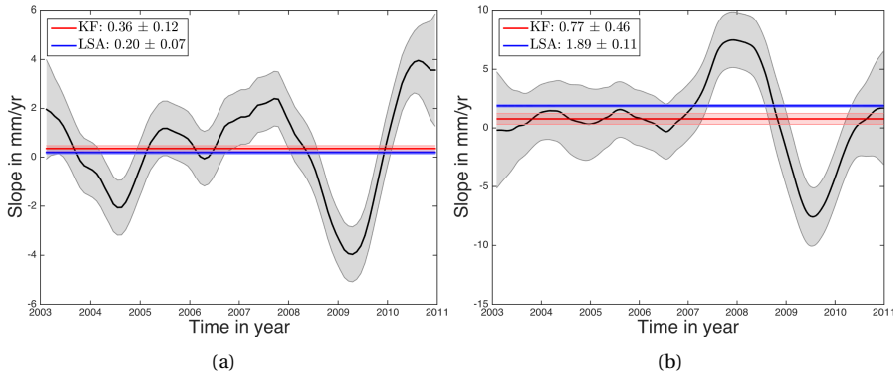 KF: 0.36 ± 0.12
LSA: 0.20 ± 0.07
Slope in mm/yr
6
4
2
0
-2
-4
-6
2003 2004 2005 2006 2007 2008 2009 2010 2011
Time in year
(a)
KF: 0.77 ± 0.46
LSA: 1.89 ± 0.11
Slope in mm/yr
10
5
0
-5
-10
-15
2003 2004 2005 2006 2007 2008 2009 2010 2011
Time in year
(b)